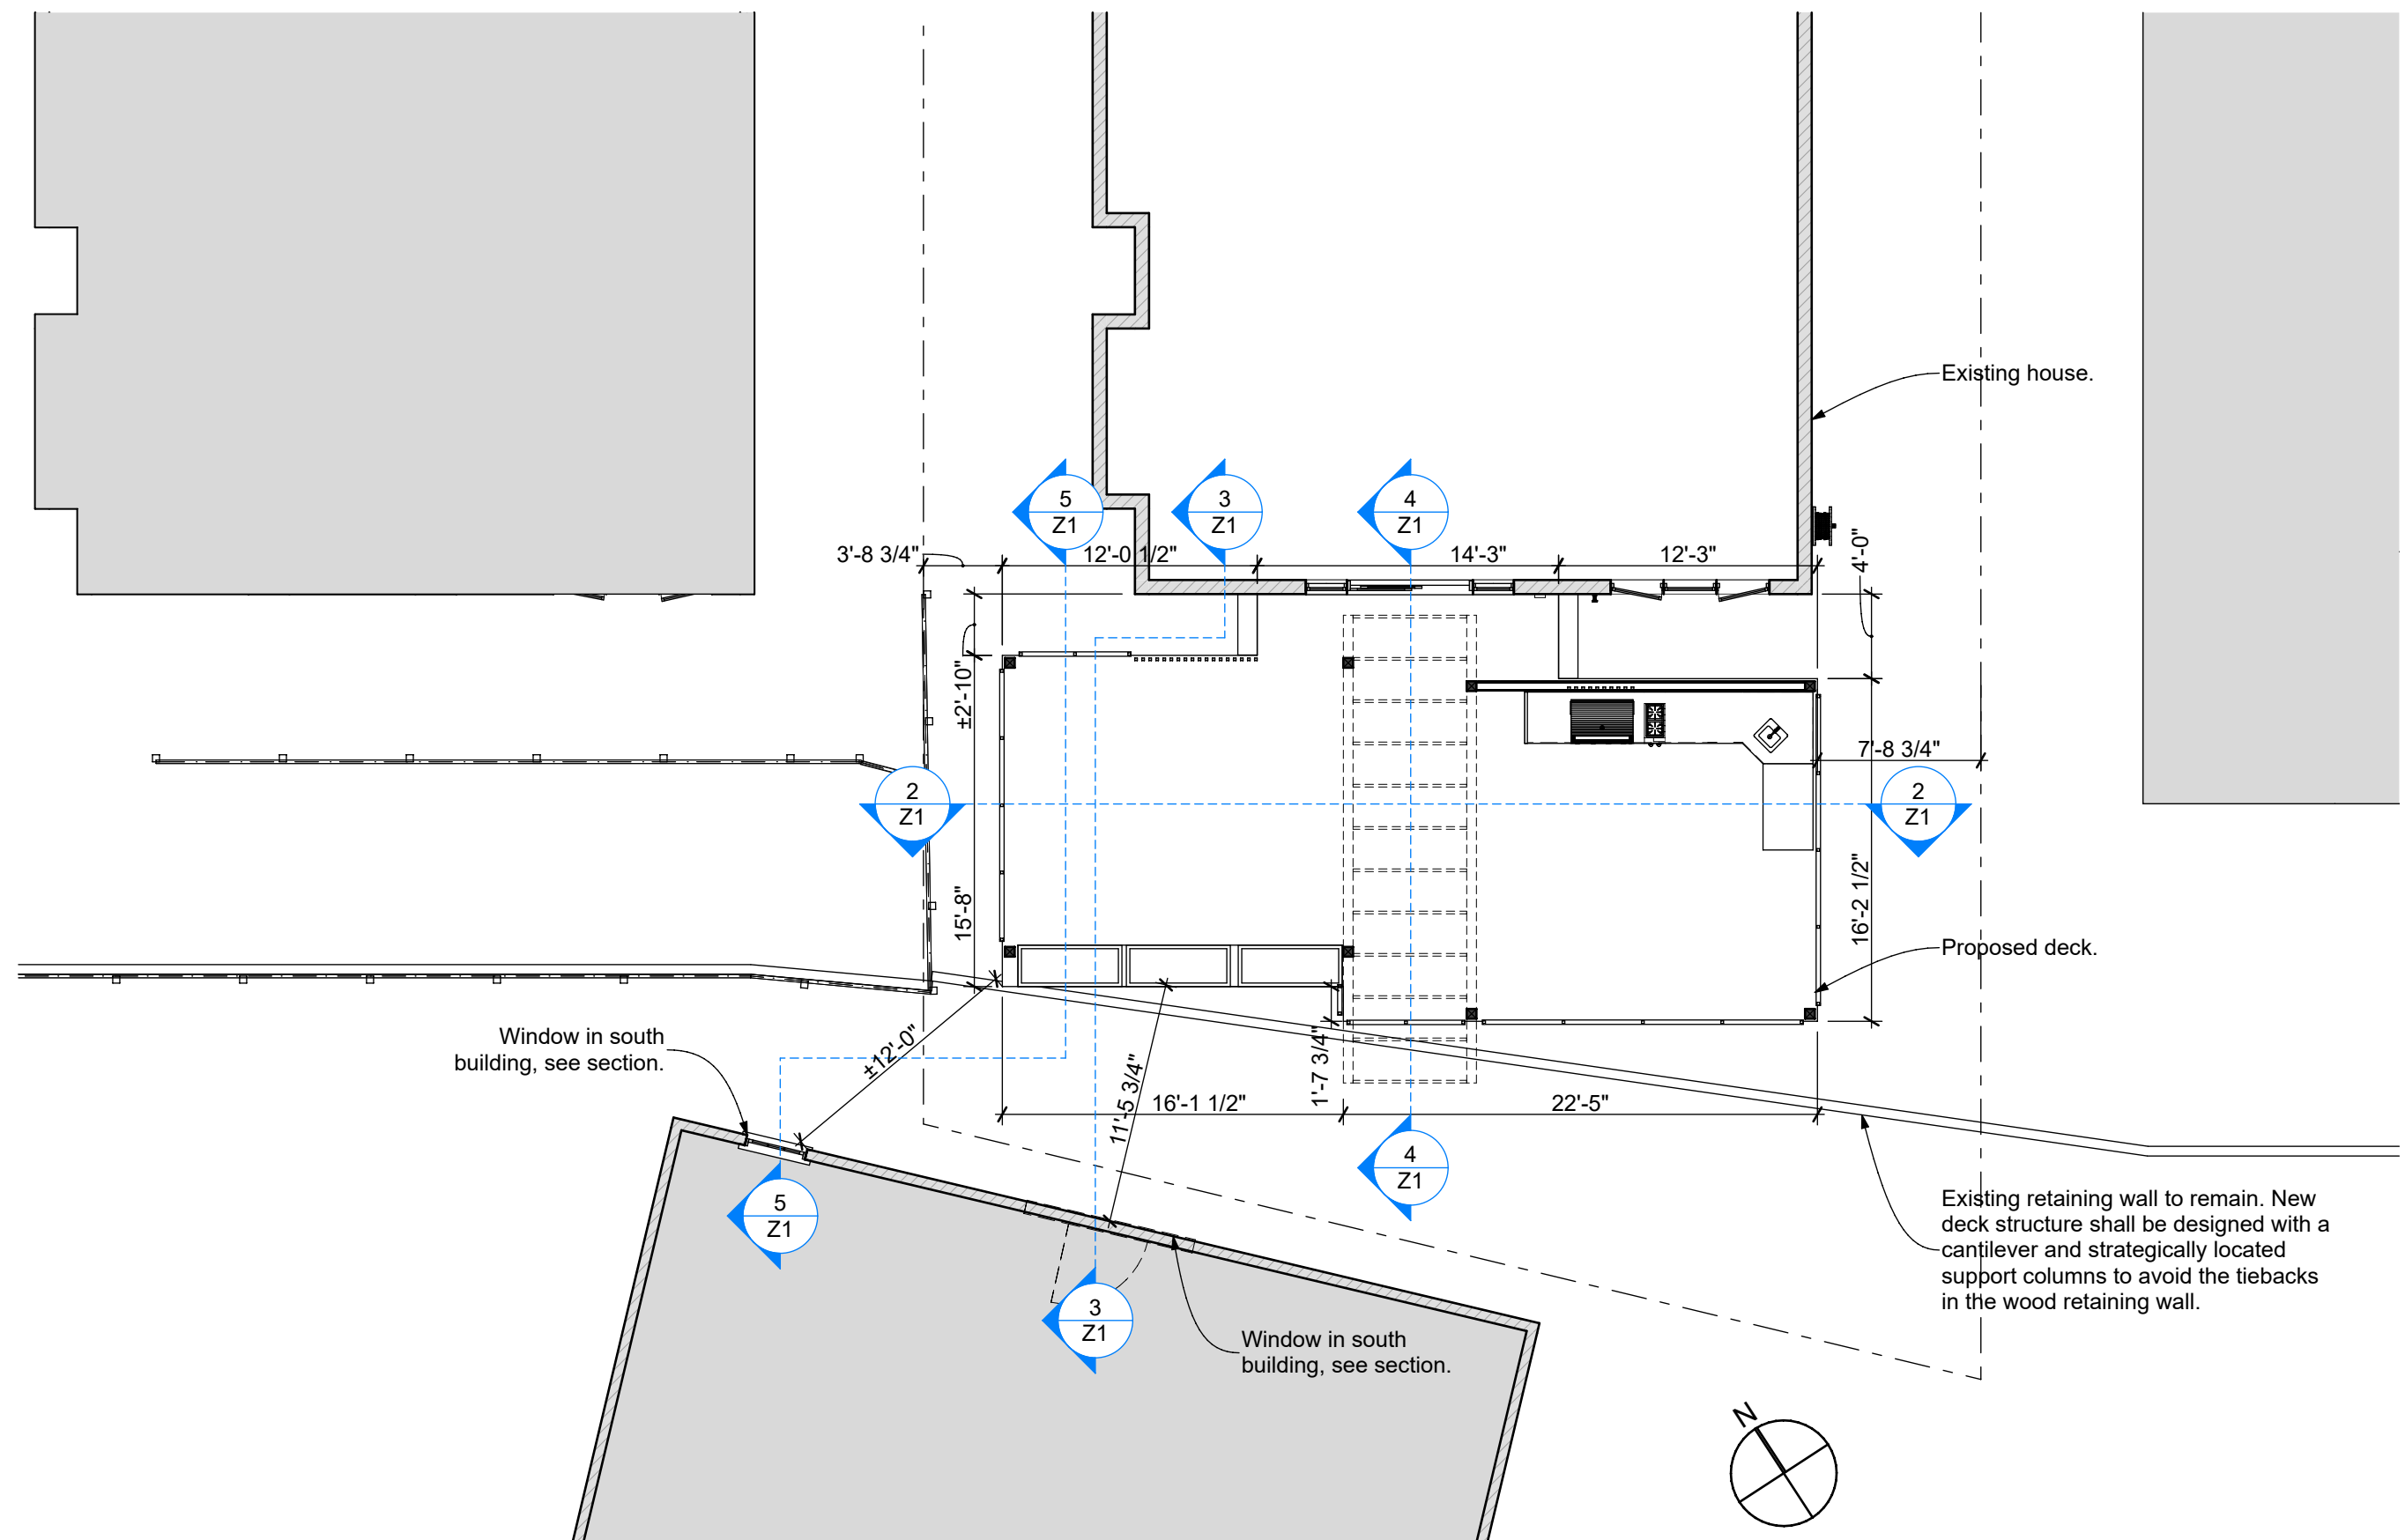 Existing house.
5
Z1
3
Z1
4
Z1
3'-8 3/4"
12'-0 1/2"
14'-3"
12'-3"
4'-0"
±2'-10"
7'-8 3/4"
2
Z1
2
Z1
15'-8"
16'-2 1/2"
Proposed deck.
Window in south
building, see section.
±12'-0"
11'-5 3/4"
1'-7 3/4"
16'-1 1/2"
22'-5"
4
Z1
5
Z1
Existing retaining wall to remain. New
deck structure shall be designed with a
cantilever and strategically located
support columns to avoid the tiebacks
in the wood retaining wall.
3
Z1
Window in south
building, see section.
N